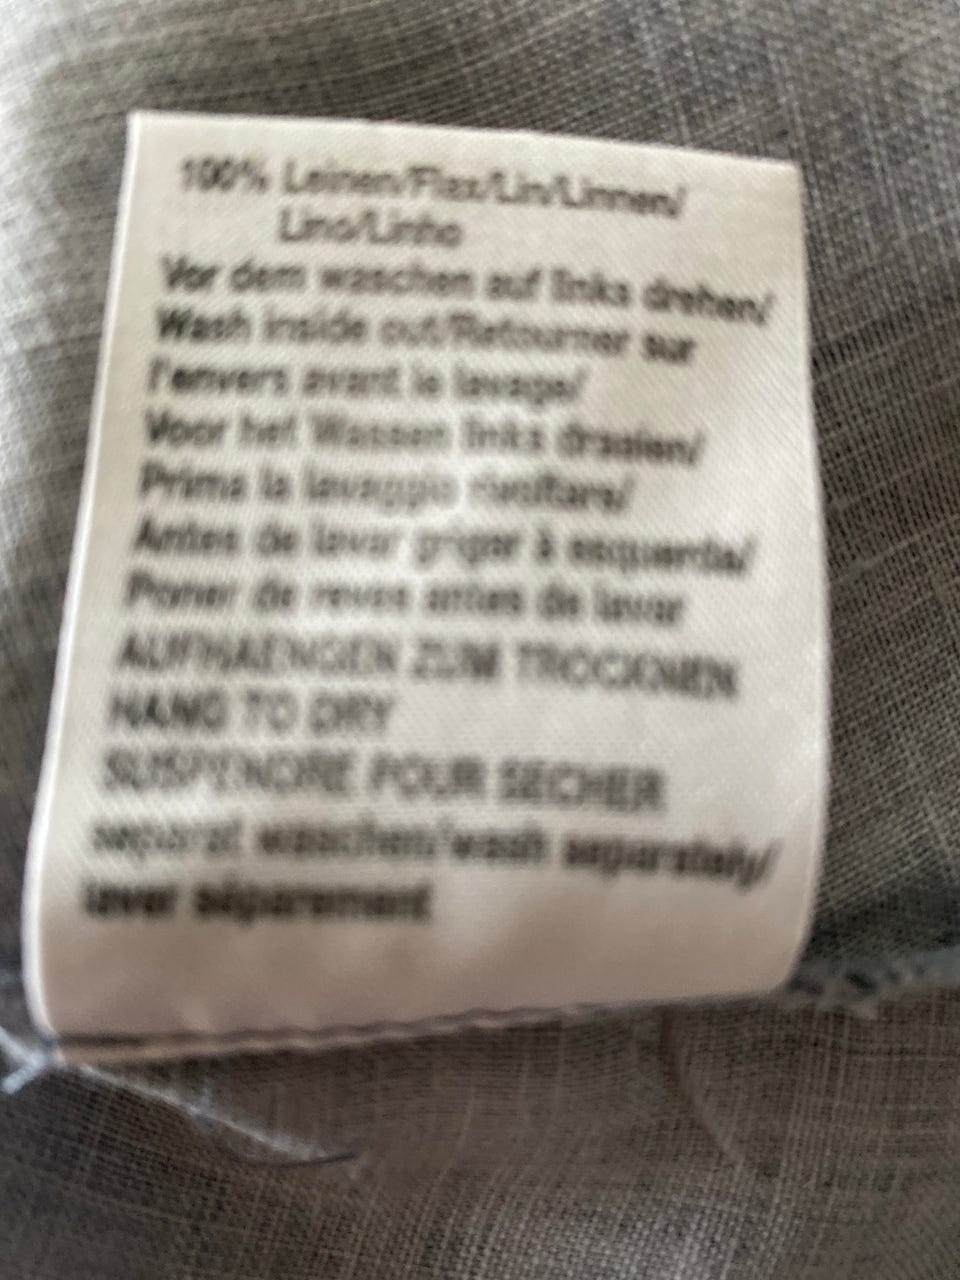 100% Leinen/Flax/Lin/Linnen/
Lino/Linho
Vor dem waschen auf links drehen/
Wash inside out/Retourner sur
l'envers avant le lavage/
Voor het Wassen links draaien/
Prima la lavaggio rivoltare/
Antes de lavar à esquerda/
Poner de reves antes de lavar
AUFHAENGEN ZUM TROCKNEN
HANG TO DRY
SUSPENDRE POUR SECHER
separat waschen/wash separately/
laver séparement